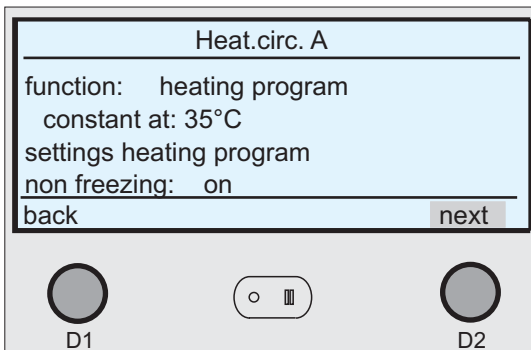 Heat.circ. A
function: heating program
constant at: 35°C
settings heating program
non freezing: on
back next
D1 D2